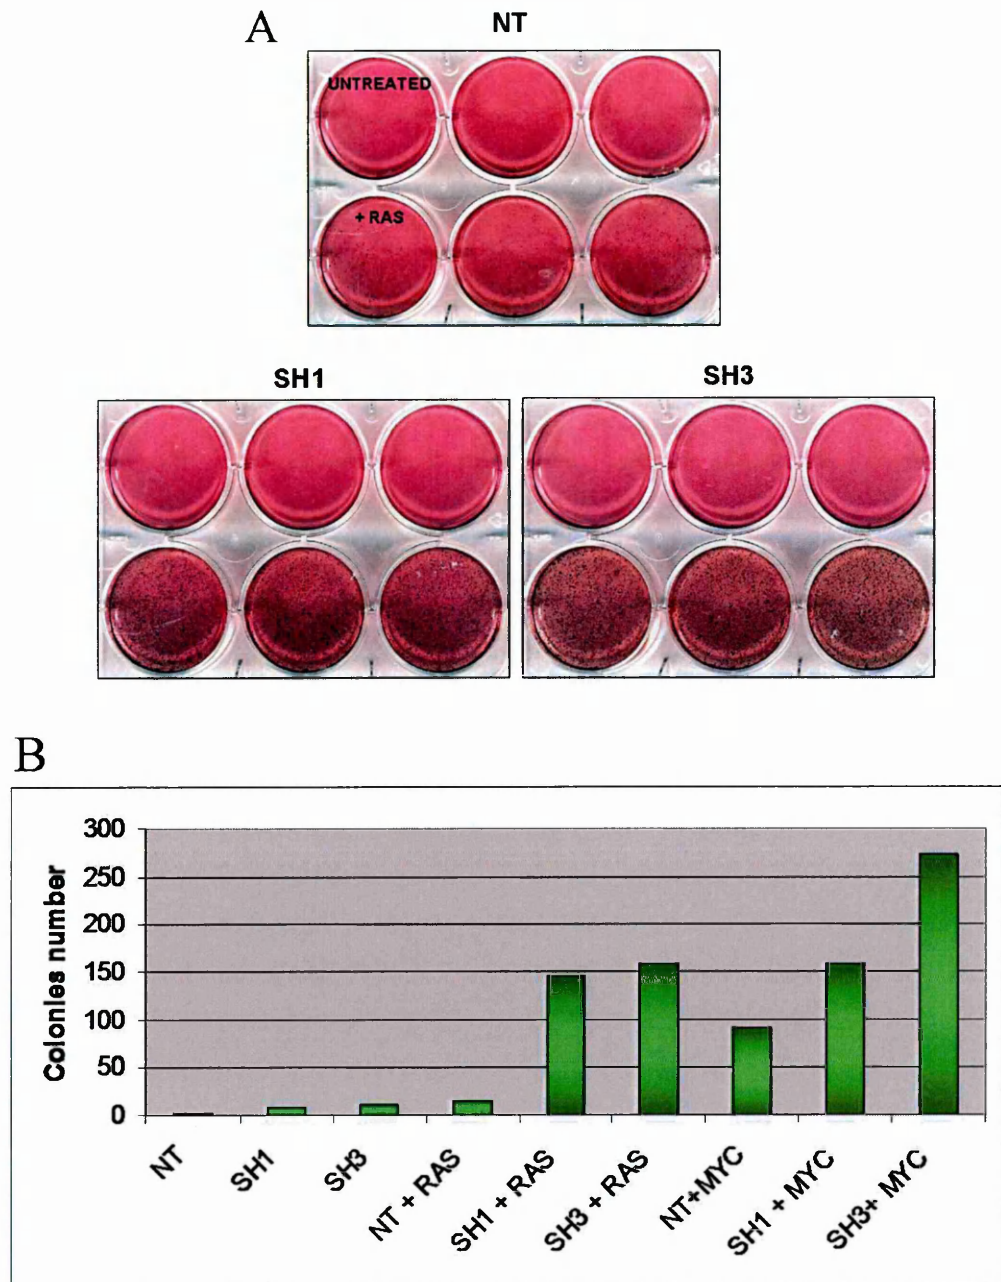 A
NT
UNTREATED
+ RAS
SH1
SH3
B
300
250
200
150
100
50
0
Colonies number
NT
SH1
SH3
NT + RAS
SH1 + RAS
SH3 + RAS
NT+MYC
SH1 + MYC
SH3+ MYC